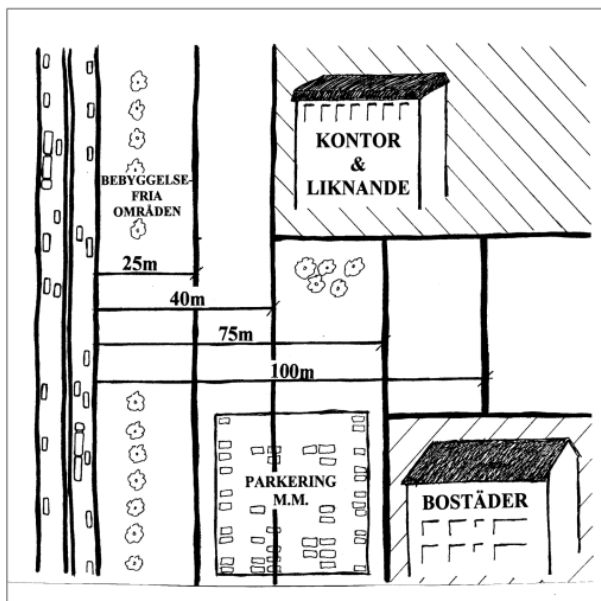 KONTOR
&
LIKNANDE
BEBYGGELSE-
FRIA
OMRÅDEN
25m
40m
75m
100m
PARKERING
M.M.
BOSTÄDER